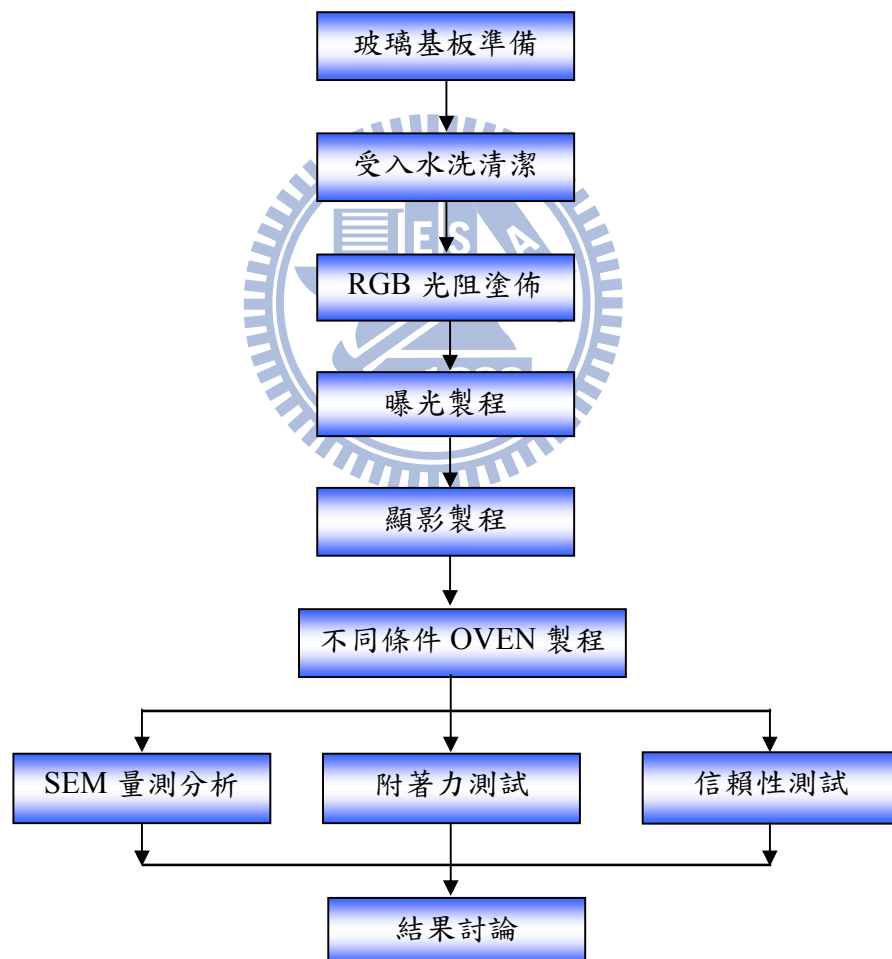 玻璃基板準備
受入水洗清潔
E S A
RGB 光阻塗佈
曝光製程
顯影製程
不同條件 OVEN 製程
SEM 量測分析
附著力測試
信賴性測試
結果討論